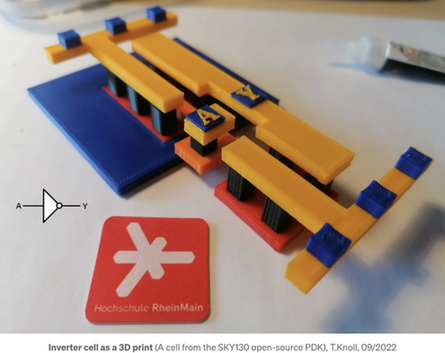 A
Y
A
Y
Hochschule RheinMain
Inverter cell as a 3D print (A cell from the SKY130 open-source PDK), T.Knoll, 09/2022